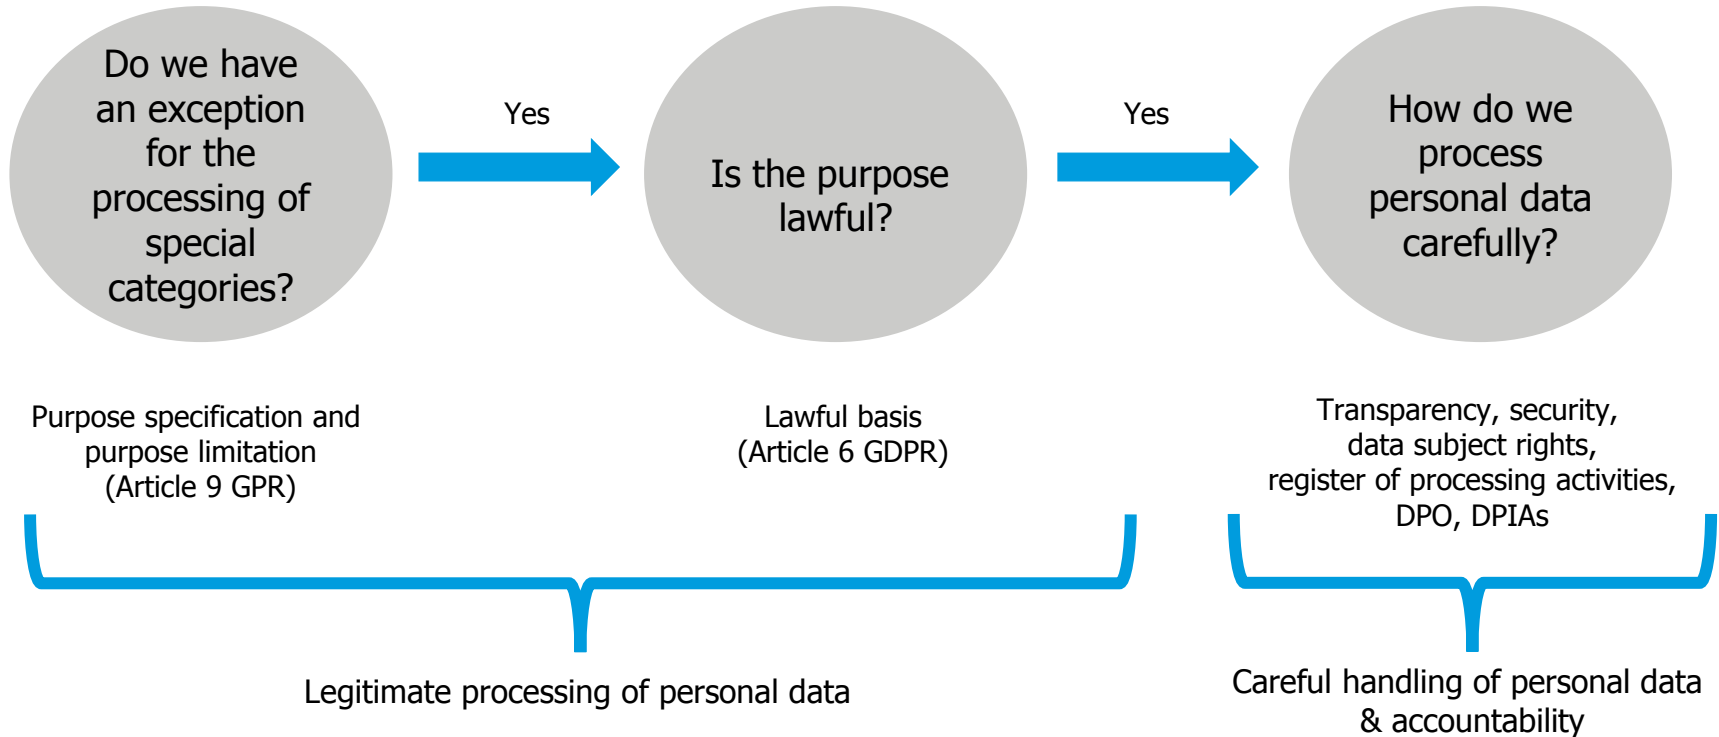 Do we have
an exception
for the
processing of
special
categories?
Yes
Is the purpose
lawful?
Yes
How do we
process
personal data
carefully?
Purpose specification and
purpose limitation
(Article 9 GPR)
Lawful basis
(Article 6 GDPR)
Transparency, security,
data subject rights,
register of processing activities,
DPO, DPIAs
Legitimate processing of personal data
Careful handling of personal data
& accountability